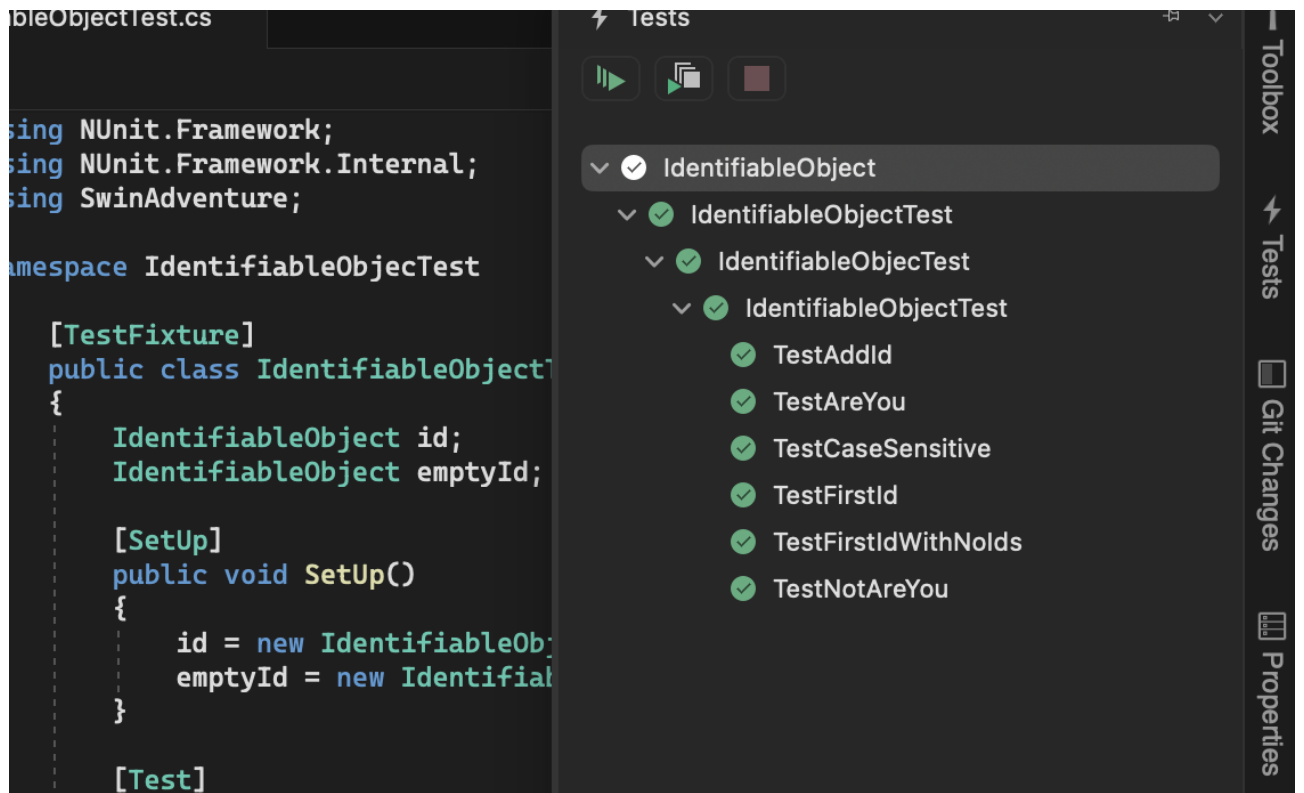 bleObjectTest.cs
sing NUnit.Framework;
sing NUnit.Framework.Internal;
sing SwinAdventure;
amespace IdentifiableObjecTest
[TestFixture]
public class IdentifiableObjectT
{
IdentifiableObject id;
IdentifiableObject emptyId;
[SetUp]
public void SetUp()
{
id = new IdentifiableObj
emptyId = new Identifiab
}
[Test]
Tests
IdentifiableObject
IdentifiableObjectTest
IdentifiableObjecTest
IdentifiableObjectTest
TestAddId
TestAreYou
TestCaseSensitive
TestFirstId
TestFirstIdWithNoIds
TestNotAreYou
Toolbox
Tests
Git Changes
Properties